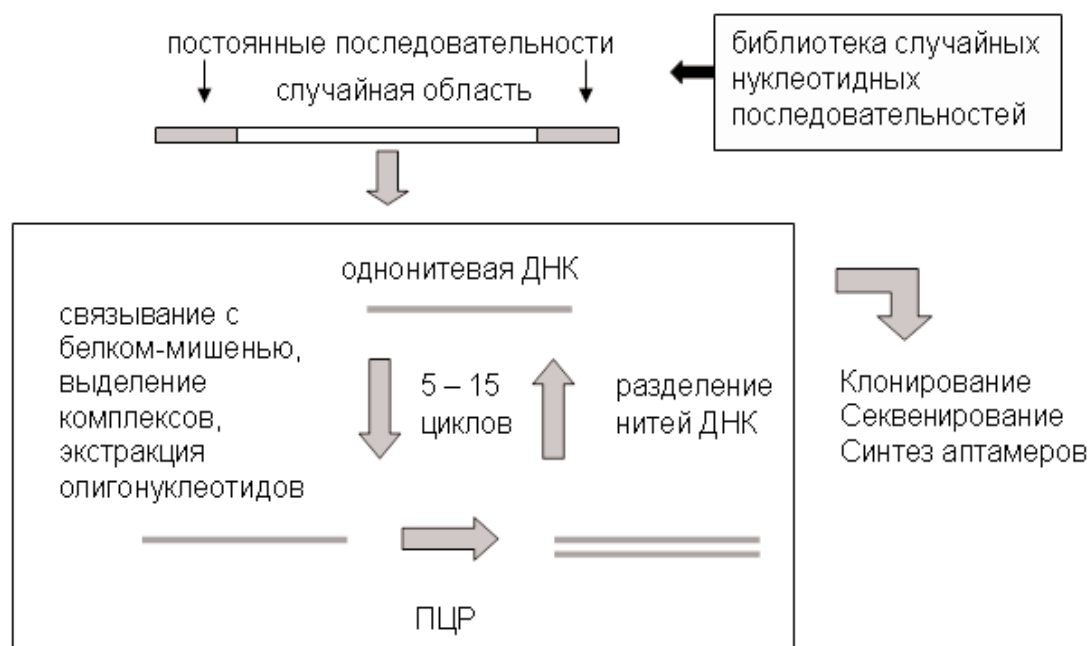 постоянные последовательности
случайная область
библиотека случайных
нуклеотидных
последовательностей
однонитевая ДНК
связывание с
белком-мишенью,
выделение
комплексов,
экстракция
олигонуклеотидов
5 – 15
циклов
разделение
нитей ДНК
ПЦР
Клонирование
Секвенирование
Синтез аптамеров